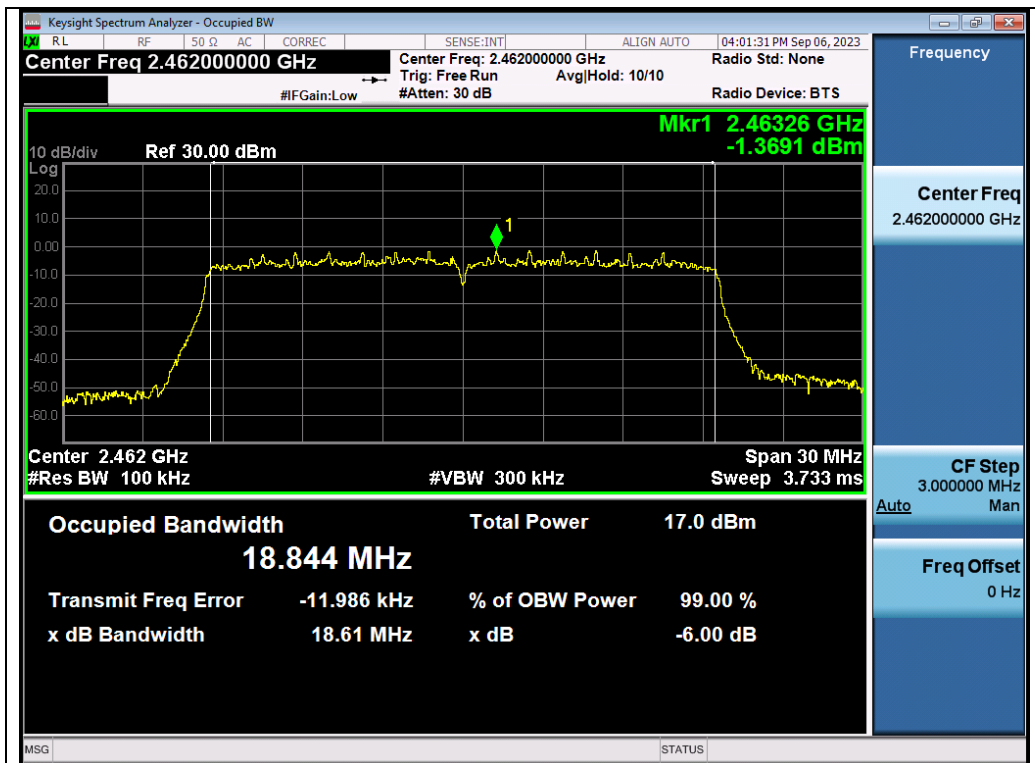 Keysight Spectrum Analyzer - Occupied BW
LXI RL RF 50 Ω AC CORREC SENSE:INT ALIGN AUTO 04:01:31 PM Sep 06, 2023
Center Freq 2.462000000 GHz
Center Freq: 2.462000000 GHz Radio Std: None
Trig: Free Run Avg|Hold: 10/10
#IFGain:Low #Atten: 30 dB Radio Device: BTS
Mkr1 2.46326 GHz
-1.3691 dBm
10 dB/div Ref 30.00 dBm
Log
20.0
10.0
1
0.00
-10.0
-20.0
-30.0
-40.0
-50.0
-60.0
Center 2.462 GHz Span 30 MHz
#Res BW 100 kHz #VBW 300 kHz Sweep 3.733 ms
Occupied Bandwidth Total Power 17.0 dBm
18.844 MHz
Transmit Freq Error -11.986 kHz % of OBW Power 99.00 %
x dB Bandwidth 18.61 MHz x dB -6.00 dB
Frequency
Center Freq
2.462000000 GHz
CF Step
3.000000 MHz
Auto Man
Freq Offset
0 Hz
MSG STATUS